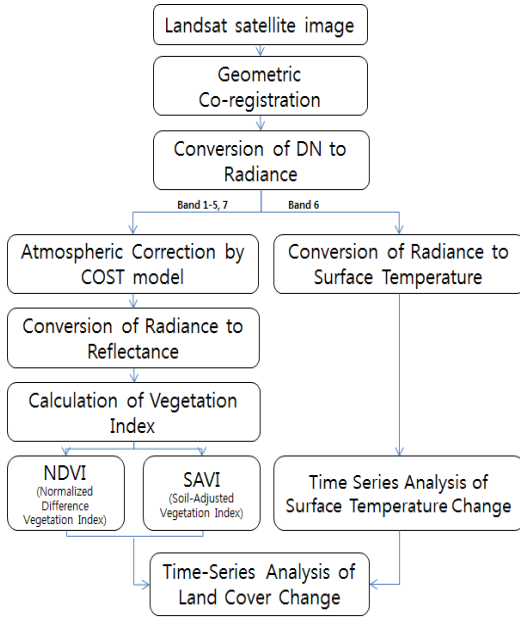 Landsat satellite image
Geometric
Co-registration
Conversion of DN to
Radiance
Band 1-5, 7
Band 6
Atmospheric Correction by
COST model
Conversion of Radiance to
Surface Temperature
Conversion of Radiance to
Reflectance
Calculation of Vegetation
Index
NDVI
(Normalized
Difference
Vegetation Index)
SAVI
(Soil-Adjusted
Vegetation Index)
Time Series Analysis of
Surface Temperature Change
Time-Series Analysis of
Land Cover Change